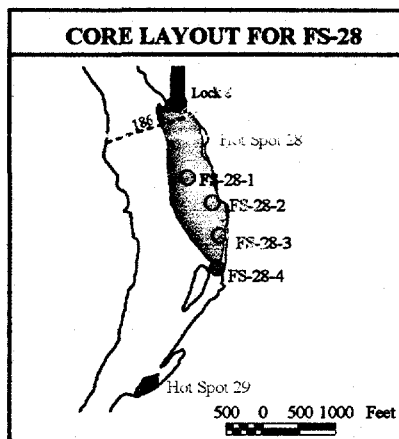 CORE LAYOUT FOR FS-28
Lock
186
Hot Spot 28
FS-28-1
FS-28-2
FS-28-3
FS-28-4
Hot Spot 29
500 0 500 1000 Feet